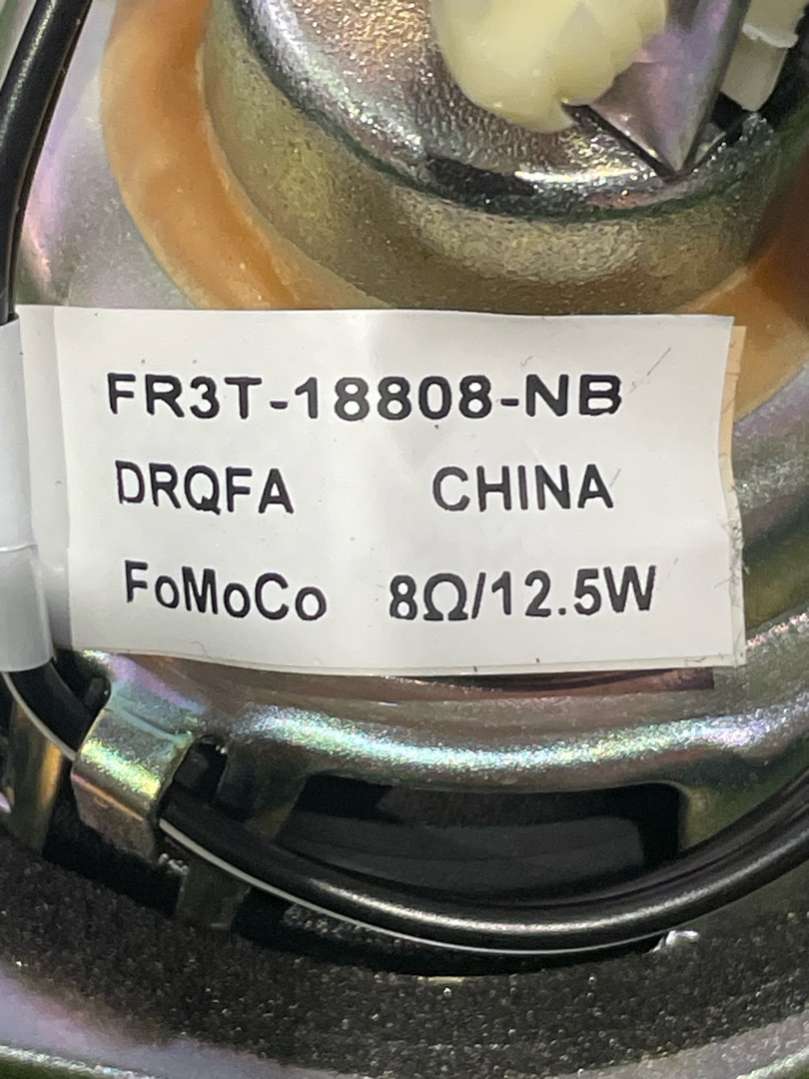 FR3T-18808-NB
DRQFA CHINA
FoMoCo 8Ω/12.5W